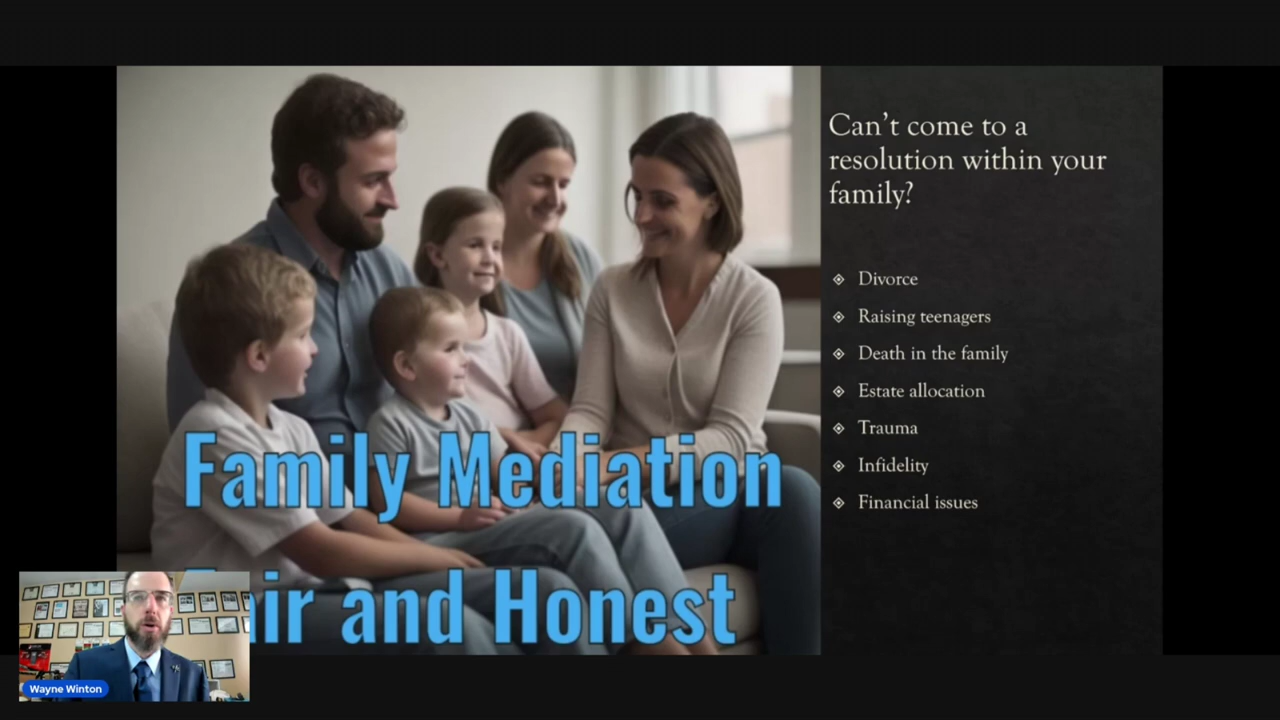 Can't come to a
resolution within your
family?
Divorce
Raising teenagers
Death in the family
Estate allocation
Trauma
Infidelity
Financial issues
Family Mediation
and Honest
Wayne Winton